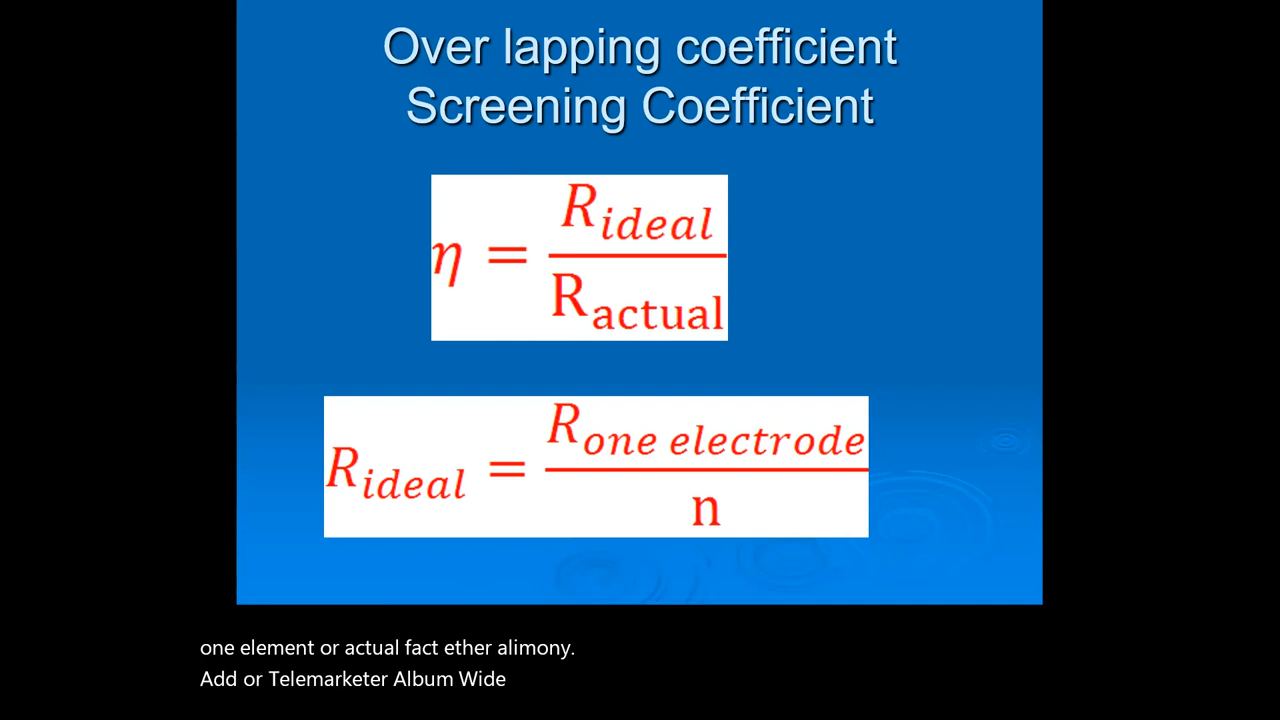 Over lapping coefficient
Screening Coefficient
η = R_ideal / R_actual
R_ideal = R_one electrode / n
one element or actual fact ether alimony.
Add or Telemarketer Album Wide